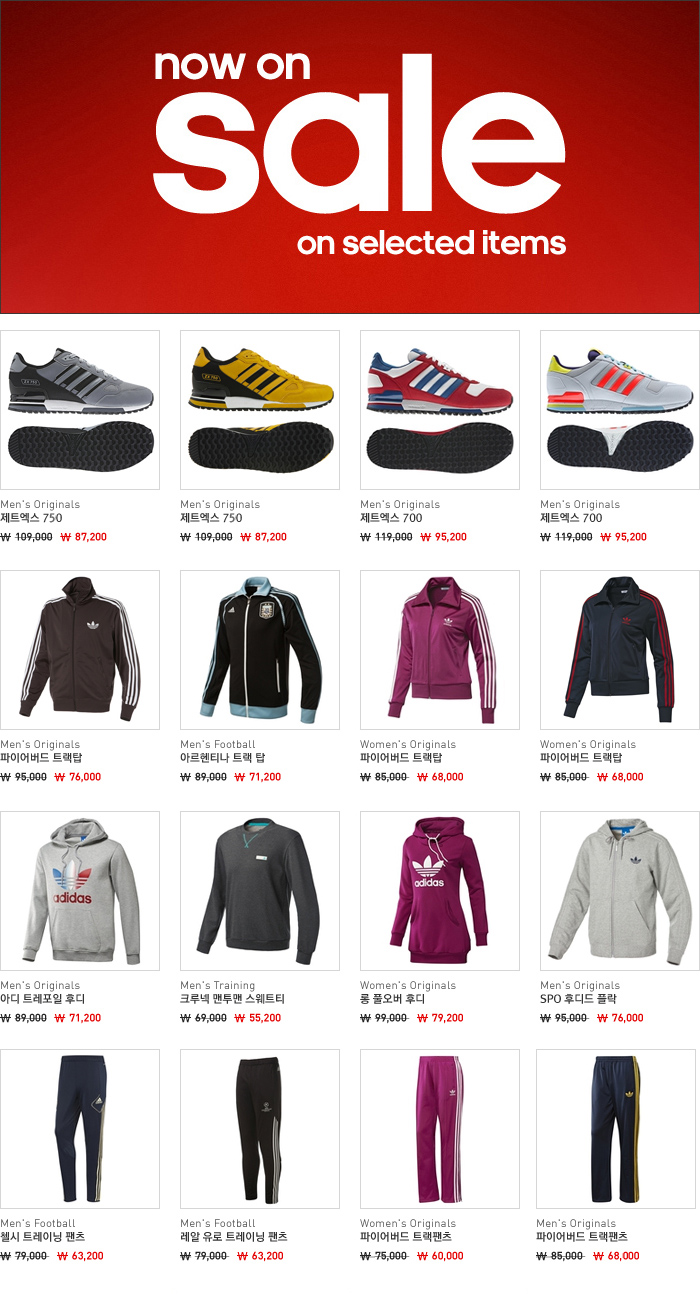 now on
sale
on selected items
Men's Originals
제트엑스 750
₩ 109,000 ₩ 87,200
Men's Originals
제트엑스 750
₩ 109,000 ₩ 87,200
Men's Originals
제트엑스 700
₩ 119,000 ₩ 95,200
Men's Originals
제트엑스 700
₩ 119,000 ₩ 95,200
Men's Originals
파이어버드 트랙탑
₩ 95,000 ₩ 76,000
Men's Football
아르헨티나 트랙 탑
₩ 89,000 ₩ 71,200
Women's Originals
파이어버드 트랙탑
₩ 85,000 ₩ 68,000
Women's Originals
파이어버드 트랙탑
₩ 85,000 ₩ 68,000
adidas
Men's Originals
아디 트레포일 후디
₩ 89,000 ₩ 71,200
Men's Training
크루넥 맨투맨 스웨트티
₩ 69,000 ₩ 55,200
adidas
Women's Originals
롱 풀오버 후디
₩ 99,000 ₩ 79,200
Men's Originals
SPO 후디드 플락
₩ 95,000 ₩ 76,000
Men's Football
첼시 트레이닝 팬츠
₩ 79,000 ₩ 63,200
Men's Football
레알 유로 트레이닝 팬츠
₩ 79,000 ₩ 63,200
Women's Originals
파이어버드 트랙팬츠
₩ 75,000 ₩ 60,000
Men's Originals
파이어버드 트랙팬츠
₩ 85,000 ₩ 68,000